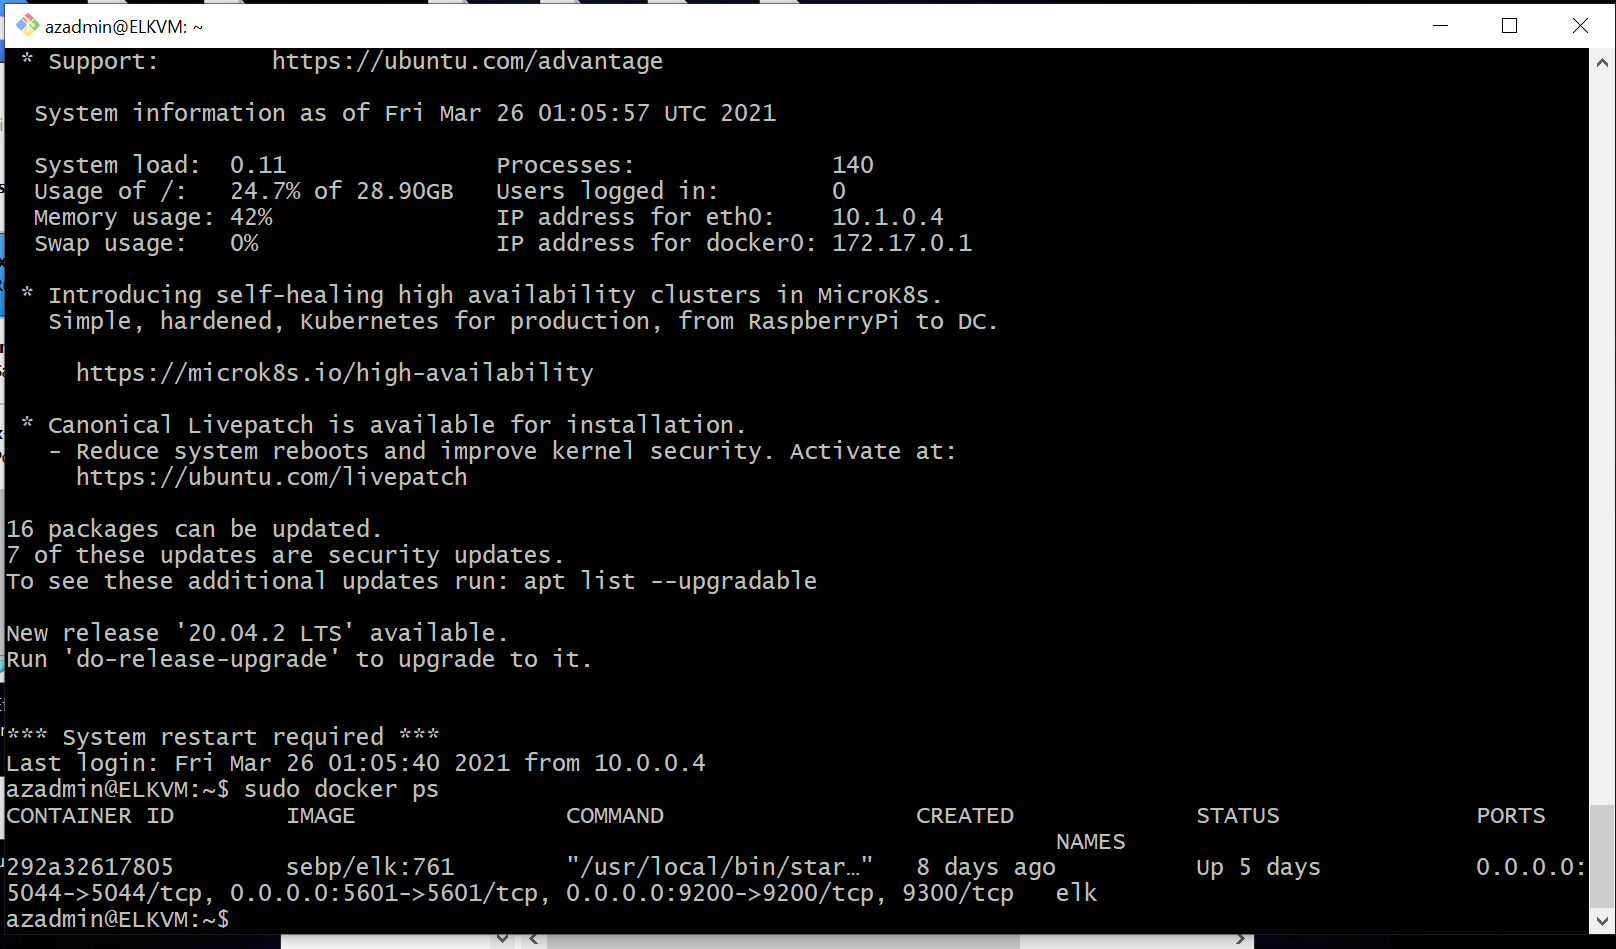 azadmin@ELKVM: ~
* Support:        https://ubuntu.com/advantage
System information as of Fri Mar 26 01:05:57 UTC 2021
System load:  0.11               Processes:              140
Usage of /:   24.7% of 28.90GB   Users logged in:        0
Memory usage: 42%                IP address for eth0:    10.1.0.4
Swap usage:   0%                 IP address for docker0: 172.17.0.1
* Introducing self-healing high availability clusters in MicroK8s.
Simple, hardened, Kubernetes for production, from RaspberryPi to DC.
https://microk8s.io/high-availability
* Canonical Livepatch is available for installation.
- Reduce system reboots and improve kernel security. Activate at:
https://ubuntu.com/livepatch
16 packages can be updated.
7 of these updates are security updates.
To see these additional updates run: apt list --upgradable
New release '20.04.2 LTS' available.
Run 'do-release-upgrade' to upgrade to it.
*** System restart required ***
Last login: Fri Mar 26 01:05:40 2021 from 10.0.0.4
azadmin@ELKVM:~$ sudo docker ps
CONTAINER ID        IMAGE               COMMAND                  CREATED             STATUS              PORTS
NAMES
292a32617805        sebp/elk:761        "/usr/local/bin/star…"   8 days ago          Up 5 days           0.0.0.0:
5044->5044/tcp, 0.0.0.0:5601->5601/tcp, 0.0.0.0:9200->9200/tcp, 9300/tcp   elk
azadmin@ELKVM:~$